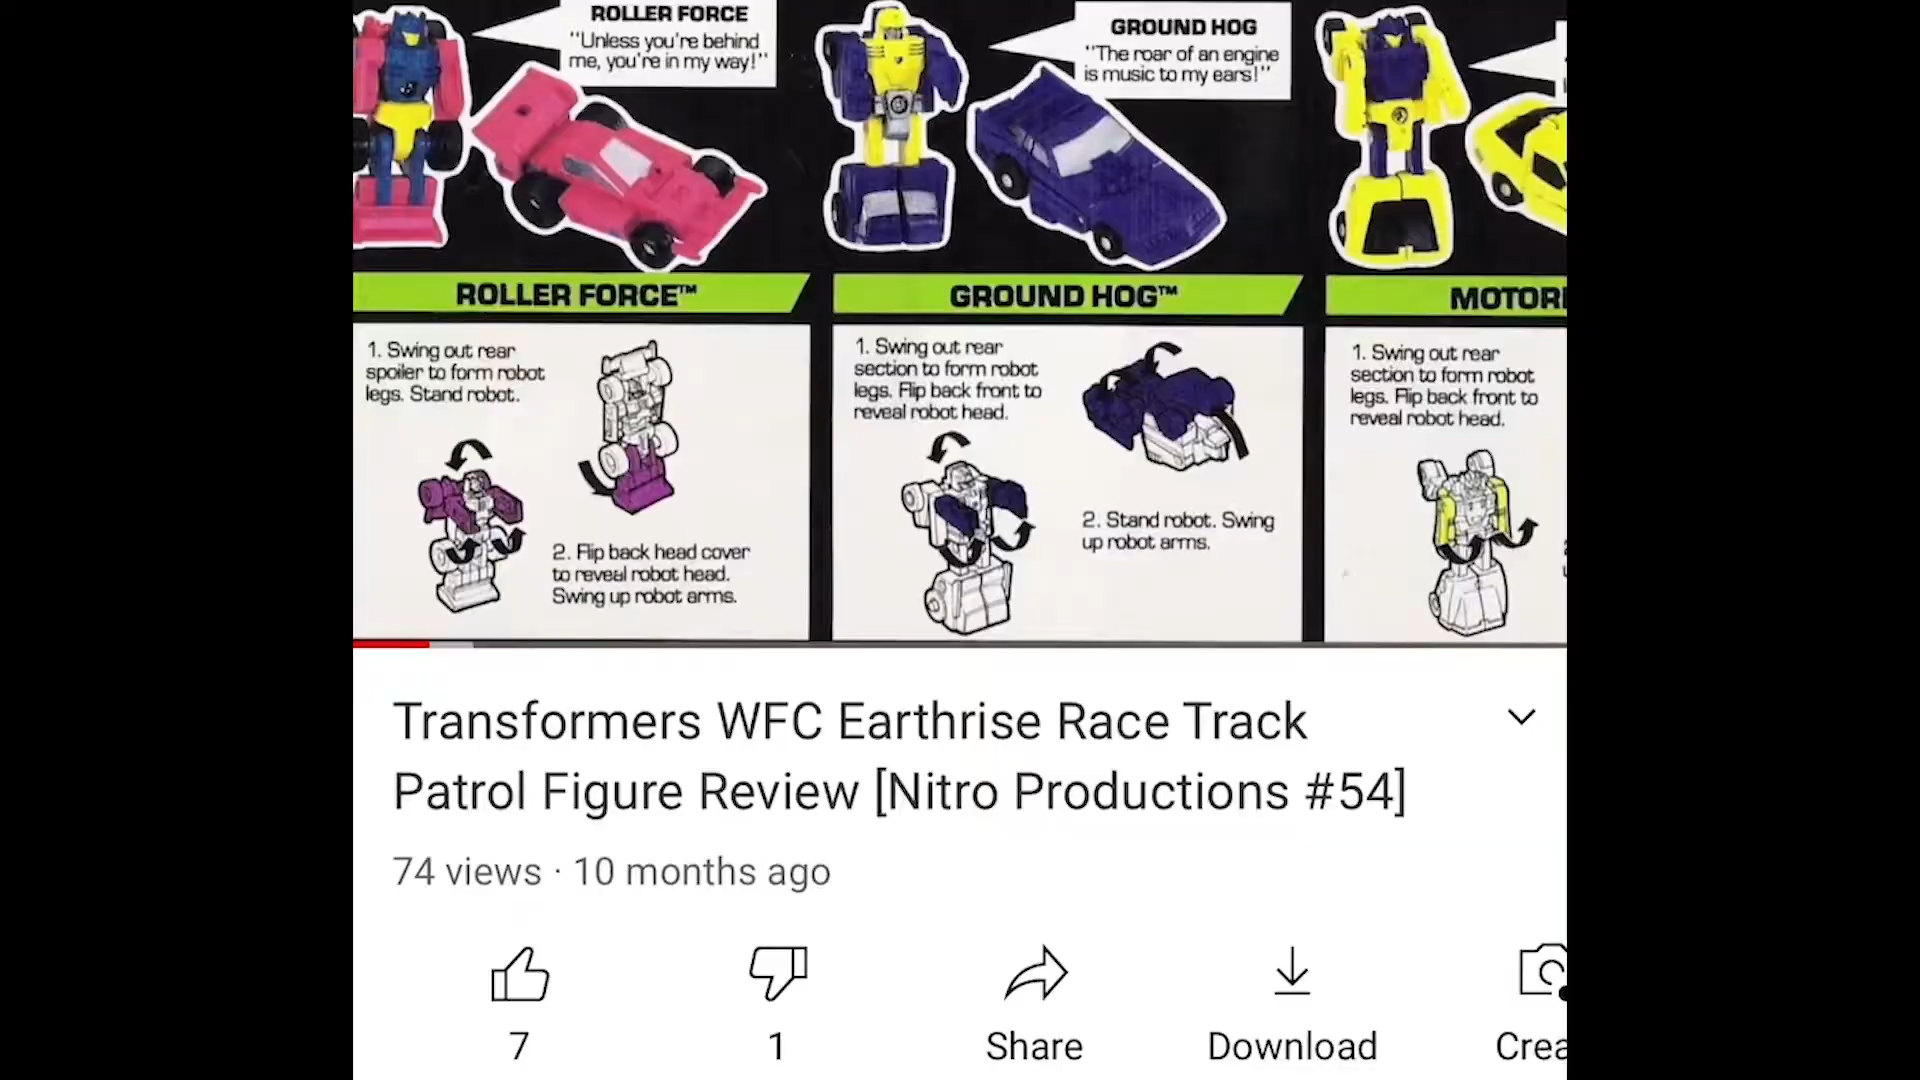 ROLLER FORCE
"Unless you're behind
me, you're in my way!"
GROUND HOG
"The roar of an engine
is music to my ears!"
ROLLER FORCE™
GROUND HOG™
MOTOR
1. Swing out rear
spoiler to form robot
legs. Stand robot.
2. Flip back head cover
to reveal robot head.
Swing up robot arms.
1. Swing out rear
section to form robot
legs. Flip back front to
reveal robot head.
2. Stand robot. Swing
up robot arms.
1. Swing out rear
section to form robot
legs. Flip back front to
reveal robot head.
Transformers WFC Earthrise Race Track
Patrol Figure Review [Nitro Productions #54]
74 views · 10 months ago
7
1
Share
Download
Crea